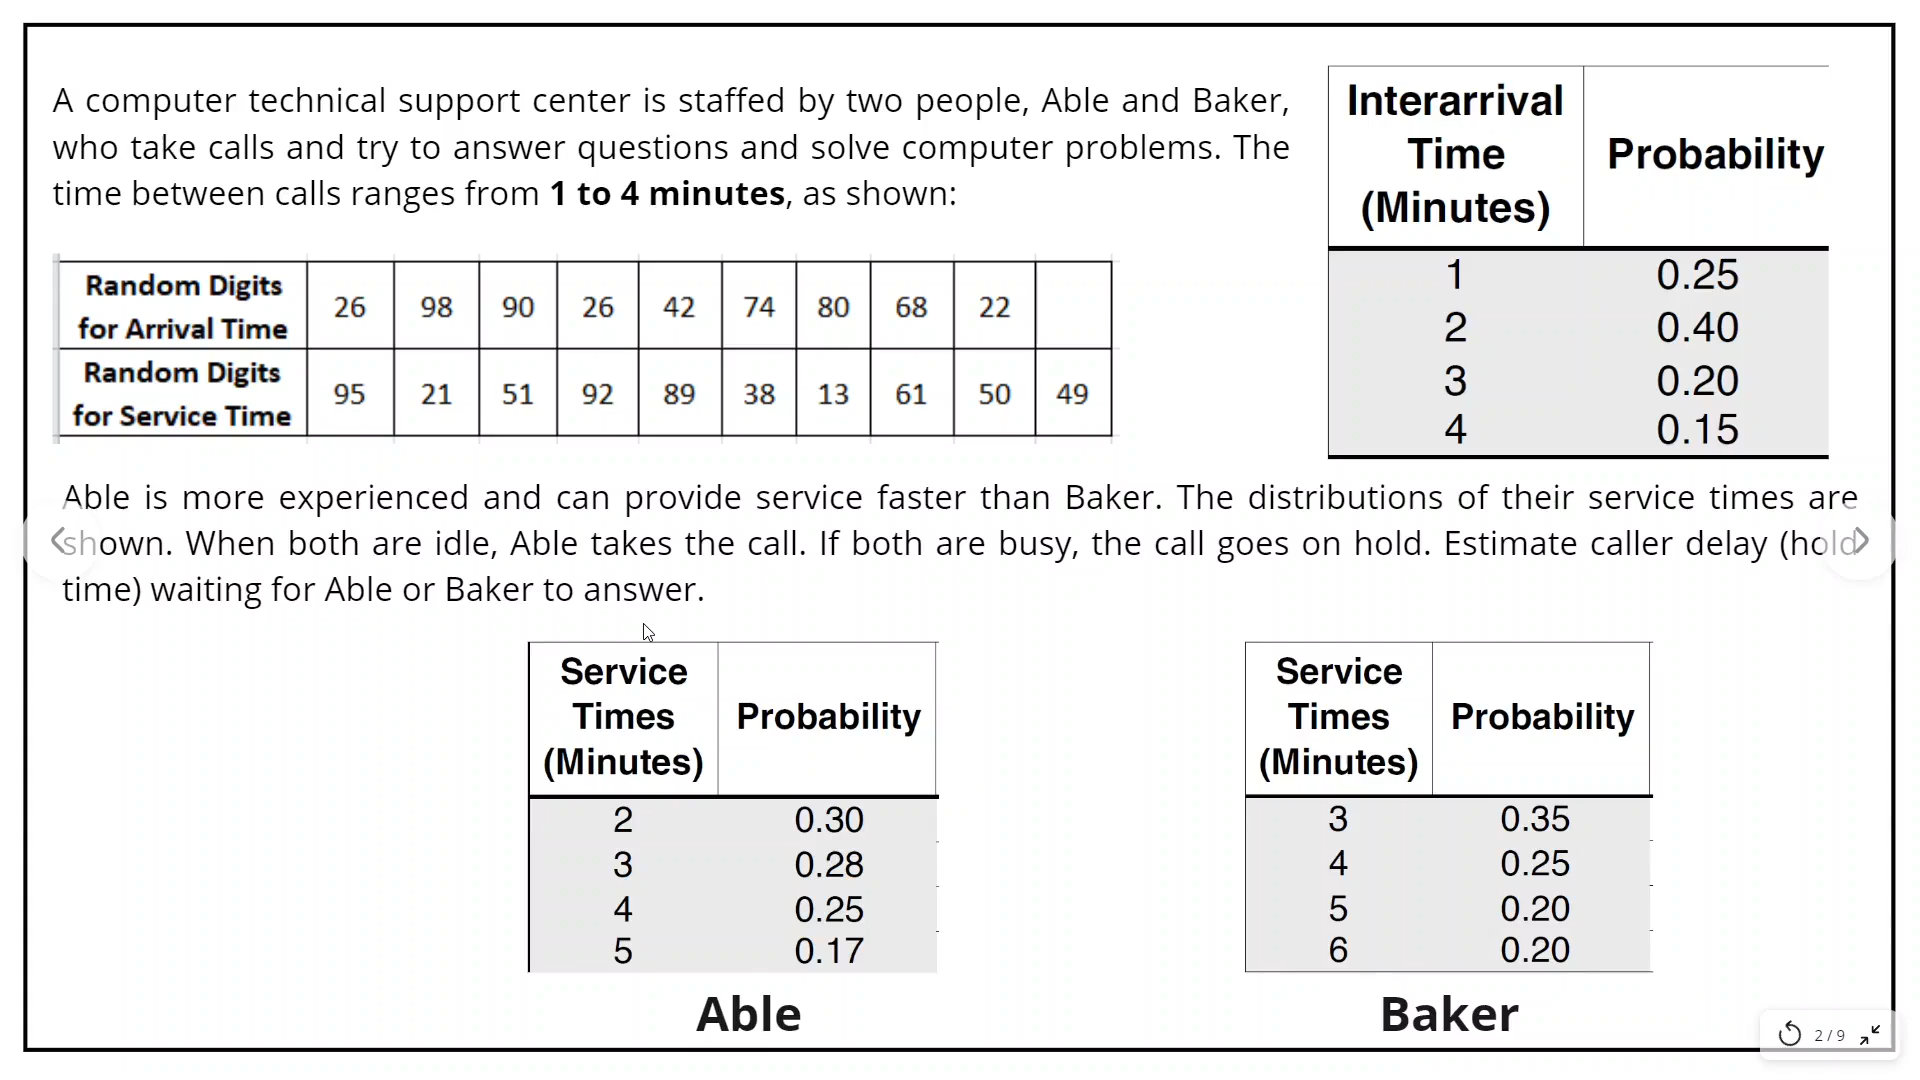 A computer technical support center is staffed by two people, Able and Baker,
who take calls and try to answer questions and solve computer problems. The
time between calls ranges from 1 to 4 minutes, as shown:
Interarrival
Time
(Minutes)
Probability
1 0.25
2 0.40
3 0.20
4 0.15
Random Digits
for Arrival Time
26 98 90 26 42 74 80 68 22
Random Digits
for Service Time
95 21 51 92 89 38 13 61 50 49
Able is more experienced and can provide service faster than Baker. The distributions of their service times are
shown. When both are idle, Able takes the call. If both are busy, the call goes on hold. Estimate caller delay (hold
time) waiting for Able or Baker to answer.
Service
Times
(Minutes)
Probability
2 0.30
3 0.28
4 0.25
5 0.17
Able
Service
Times
(Minutes)
Probability
3 0.35
4 0.25
5 0.20
6 0.20
Baker
2 / 9